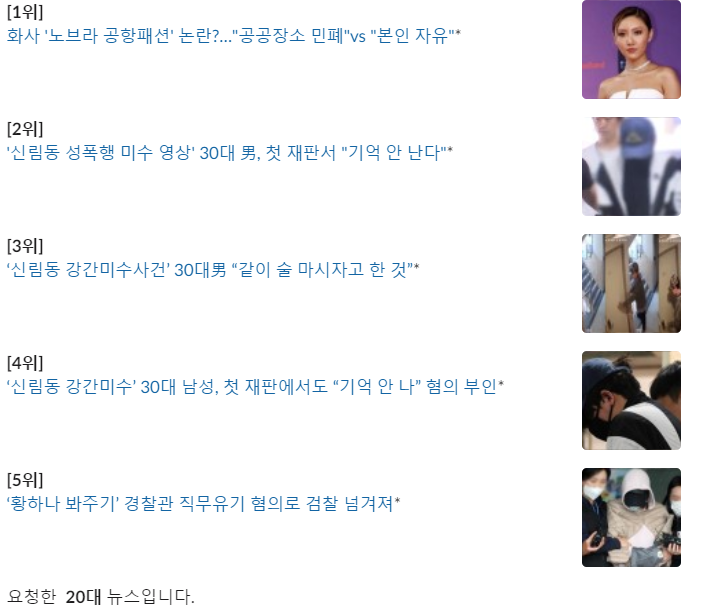 [1위]
화사 '노브라 공항패션' 논란?..."공공장소 민폐"vs "본인 자유"*
[2위]
'신림동 성폭행 미수 영상' 30대 男, 첫 재판서 "기억 안 난다"*
[3위]
‘신림동 강간미수사건’ 30대男 “같이 술 마시자고 한 것”*
[4위]
‘신림동 강간미수’ 30대 남성, 첫 재판에서도 “기억 안 나” 혐의 부인*
[5위]
‘황하나 봐주기’ 경찰관 직무유기 혐의로 검찰 넘겨져*
요청한 20대 뉴스입니다.